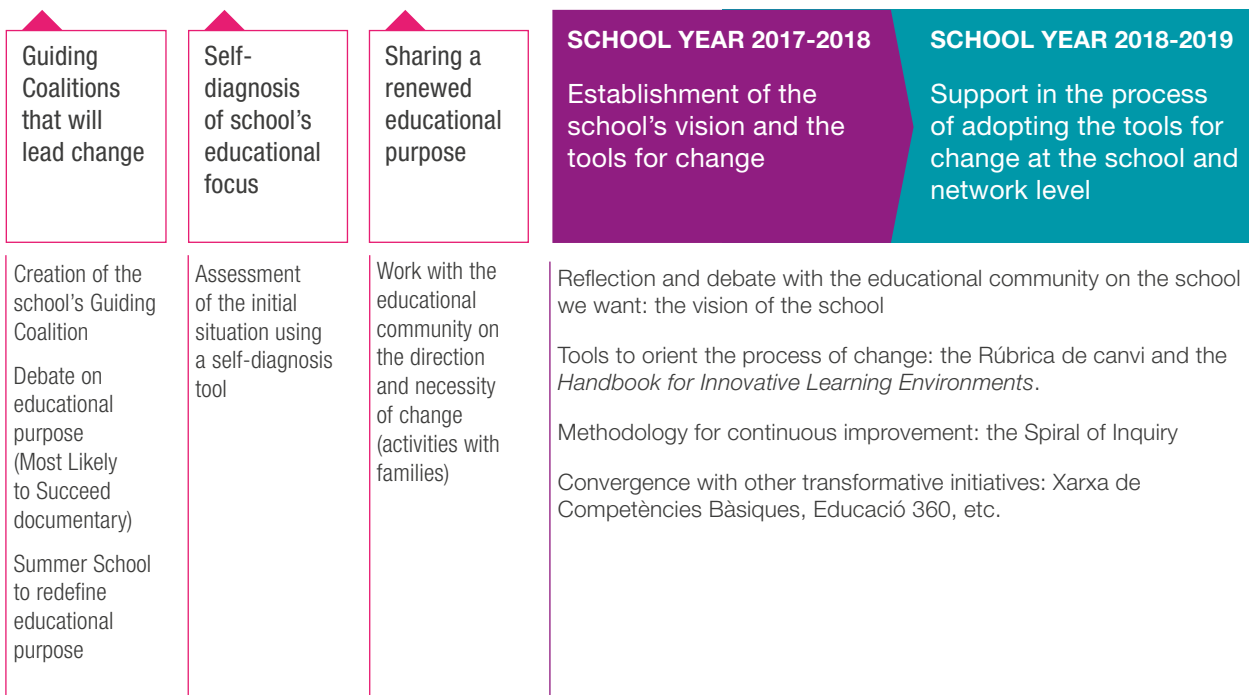 Guiding
Coalitions
that will
lead change
Self-
diagnosis
of school’s
educational
focus
Sharing a
renewed
educational
purpose
SCHOOL YEAR 2017-2018
Establishment of the
school’s vision and the
tools for change
SCHOOL YEAR 2018-2019
Support in the process
of adopting the tools for
change at the school and
network level
Creation of the
school’s Guiding
Coalition
Debate on
educational
purpose
(Most Likely
to Succeed
documentary)
Summer School
to redefine
educational
purpose
Assessment
of the initial
situation using
a self-diagnosis
tool
Work with the
educational
community on
the direction
and necessity
of change
(activities with
families)
Reflection and debate with the educational community on the school
we want: the vision of the school
Tools to orient the process of change: the Rúbrica de canvi and the
Handbook for Innovative Learning Environments.
Methodology for continuous improvement: the Spiral of Inquiry
Convergence with other transformative initiatives: Xarxa de
Competències Bàsiques, Educació 360, etc.